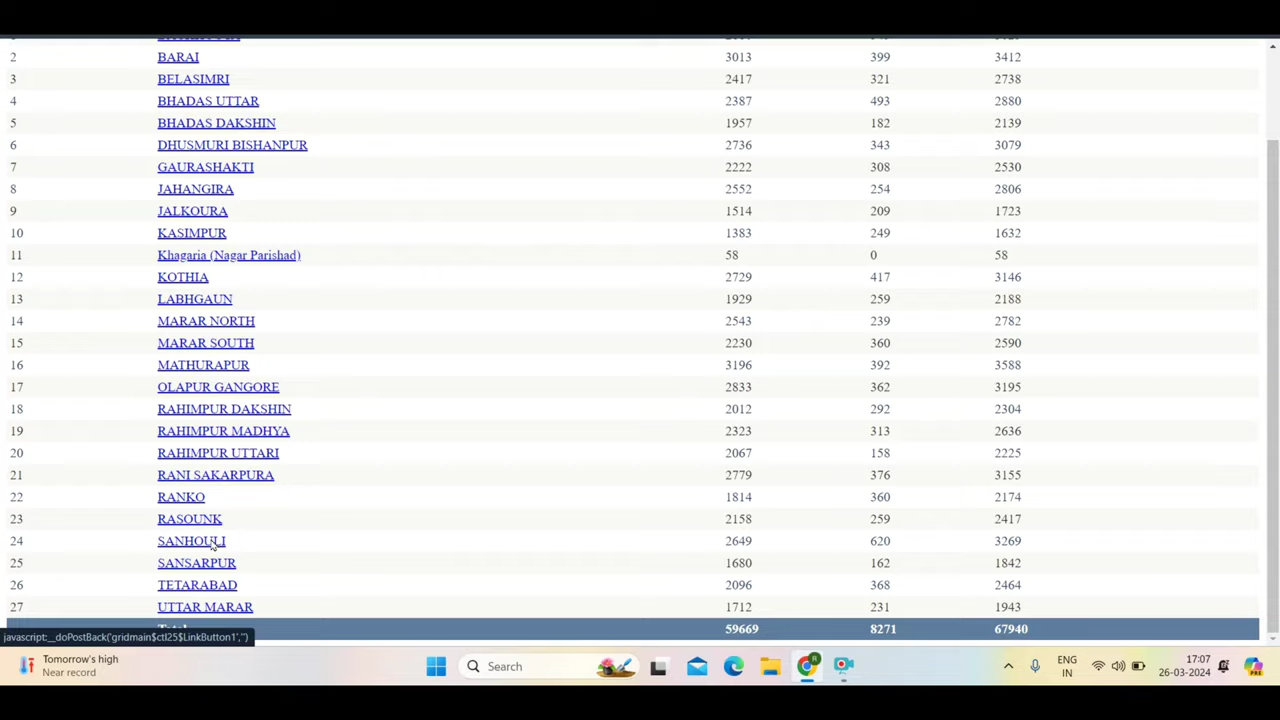 2 BARAI 3013 399 3412
3 BELASIMRI 2417 321 2738
4 BHADAS UTTAR 2387 493 2880
5 BHADAS DAKSHIN 1957 182 2139
6 DHUSMURI BISHANPUR 2736 343 3079
7 GAURASHAKTI 2222 308 2530
8 JAHANGIRA 2552 254 2806
9 JALKOURA 1514 209 1723
10 KASIMPUR 1383 249 1632
11 Khagaria (Nagar Parishad) 58 0 58
12 KOTHIA 2729 417 3146
13 LABHGAUN 1929 259 2188
14 MARAR NORTH 2543 239 2782
15 MARAR SOUTH 2230 360 2590
16 MATHURAPUR 3196 392 3588
17 OLAPUR GANGORE 2833 362 3195
18 RAHIMPUR DAKSHIN 2012 292 2304
19 RAHIMPUR MADHYA 2323 313 2636
20 RAHIMPUR UTTARI 2067 158 2225
21 RANI SAKARPURA 2779 376 3155
22 RANKO 1814 360 2174
23 RASOUNK 2158 259 2417
24 SANHOULI 2649 620 3269
25 SANSARPUR 1680 162 1842
26 TETARABAD 2096 368 2464
27 UTTAR MARAR 1712 231 1943
59669 8271 67940
javascript:__doPostBack('gridmain$ctl25$LinkButton1','')
Tomorrow's high
Near record
Search
ENG
IN
17:07
26-03-2024